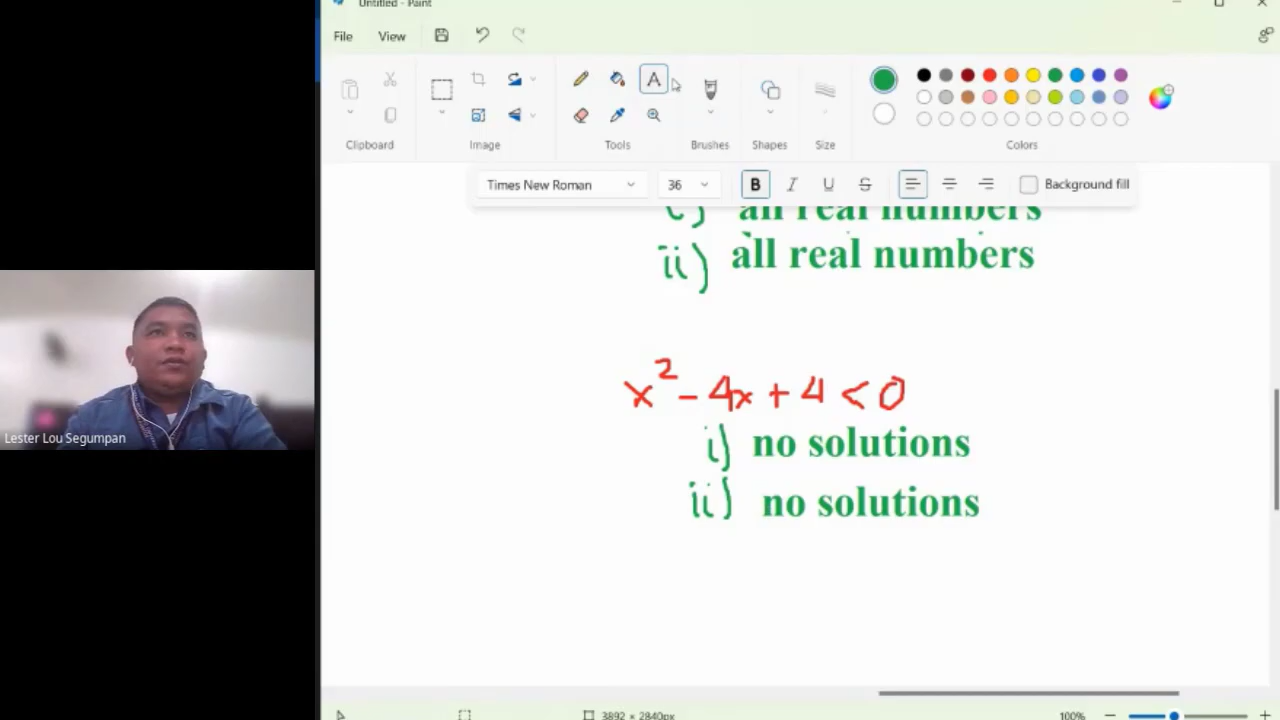 Untitled - Paint
File View
Clipboard Image Tools Brushes Shapes Size Colors
Times New Roman 36 B I U S Background fill
i) all real numbers
ii) all real numbers
x² - 4x + 4 < 0
i) no solutions
ii) no solutions
Lester Lou Segumpan
3892 × 2840px 100%